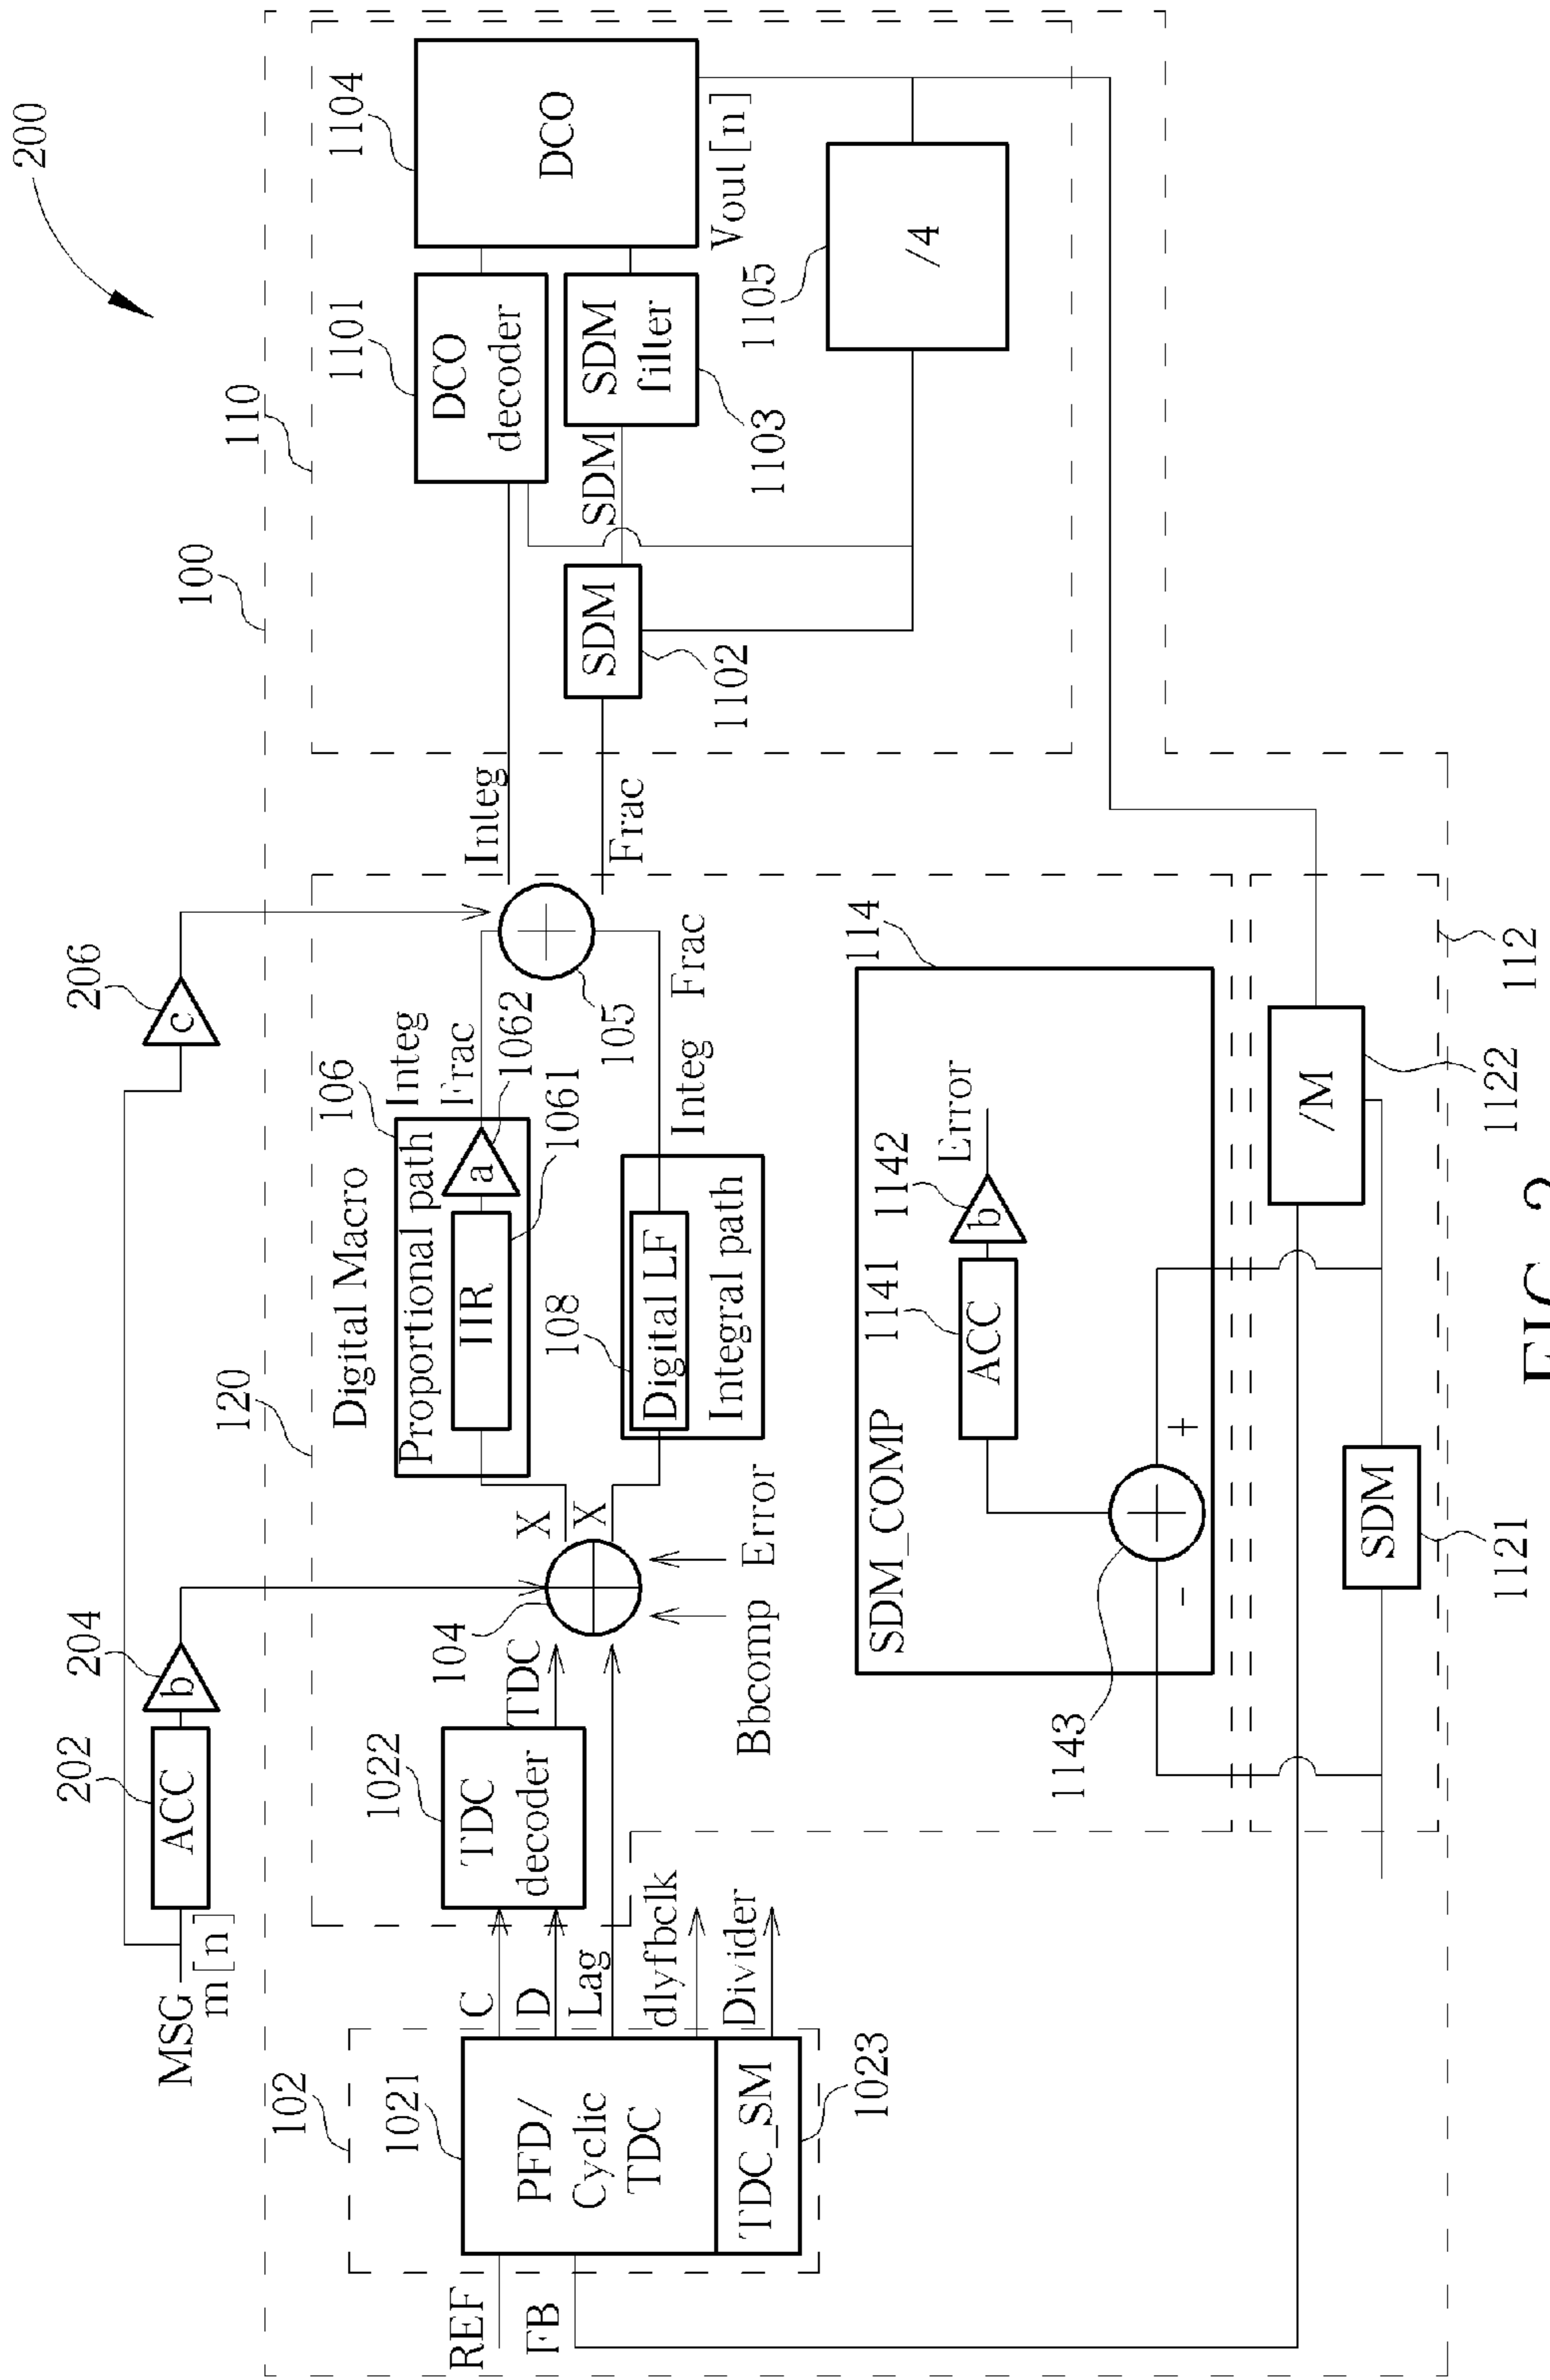 200
MSG
m[n]
202
ACC
204
b
206
c
100
110
120
Digital Macro
102
1021
REF
FB
PFD/
Cyclic
TDC
TDC_SM
1023
C
D
Lag
dlyfbclk
Divider
1022
TDC
decoder
TDC
104
Bbcomp
Error
X
X
106
Proportional path
IIR
1061
a
1062
Integ
Frac
108
Digital LF
Integral path
Integ
Frac
105
Integ
Frac
SDM
1102
SDM
1101
DCO
decoder
SDM
filter
1103
1104
DCO
Vout[n]
1105
/4
114
SDM_COMP
1143
-
+
1141
ACC
1142
b
Error
112
SDM
1121
/M
1122